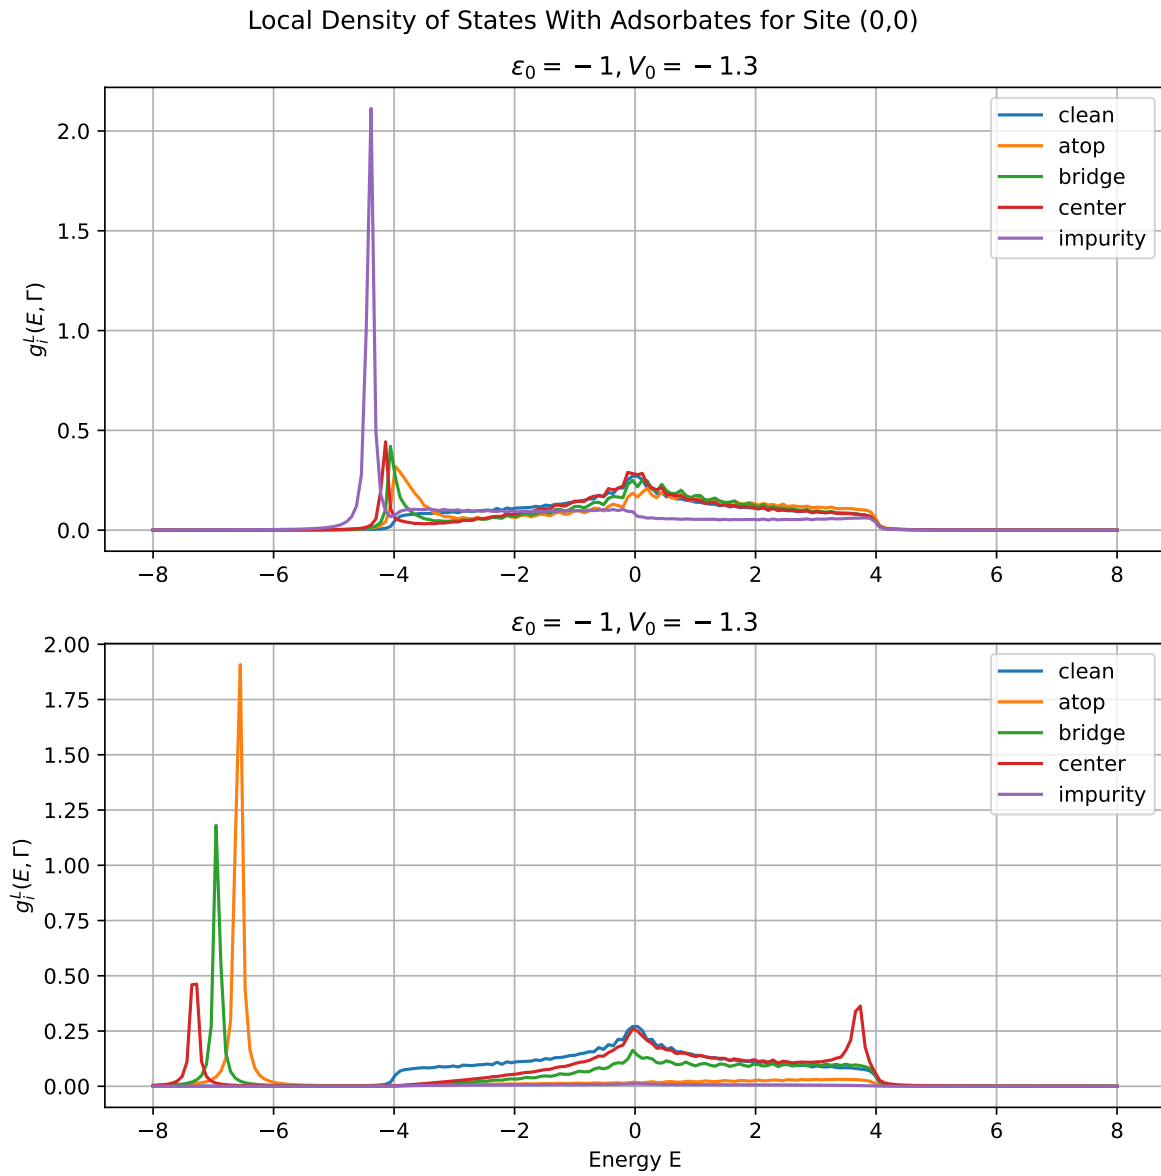 Local Density of States With Adsorbates for Site (0,0)
ε₀ = −1, V₀ = −1.3
gᵢᴸ(E, Γ)
2.0
1.5
1.0
0.5
0.0
−8 −6 −4 −2 0 2 4 6 8
clean
atop
bridge
center
impurity
ε₀ = −1, V₀ = −1.3
gᵢᴸ(E, Γ)
2.00
1.75
1.50
1.25
1.00
0.75
0.50
0.25
0.00
−8 −6 −4 −2 0 2 4 6 8
clean
atop
bridge
center
impurity
Energy E